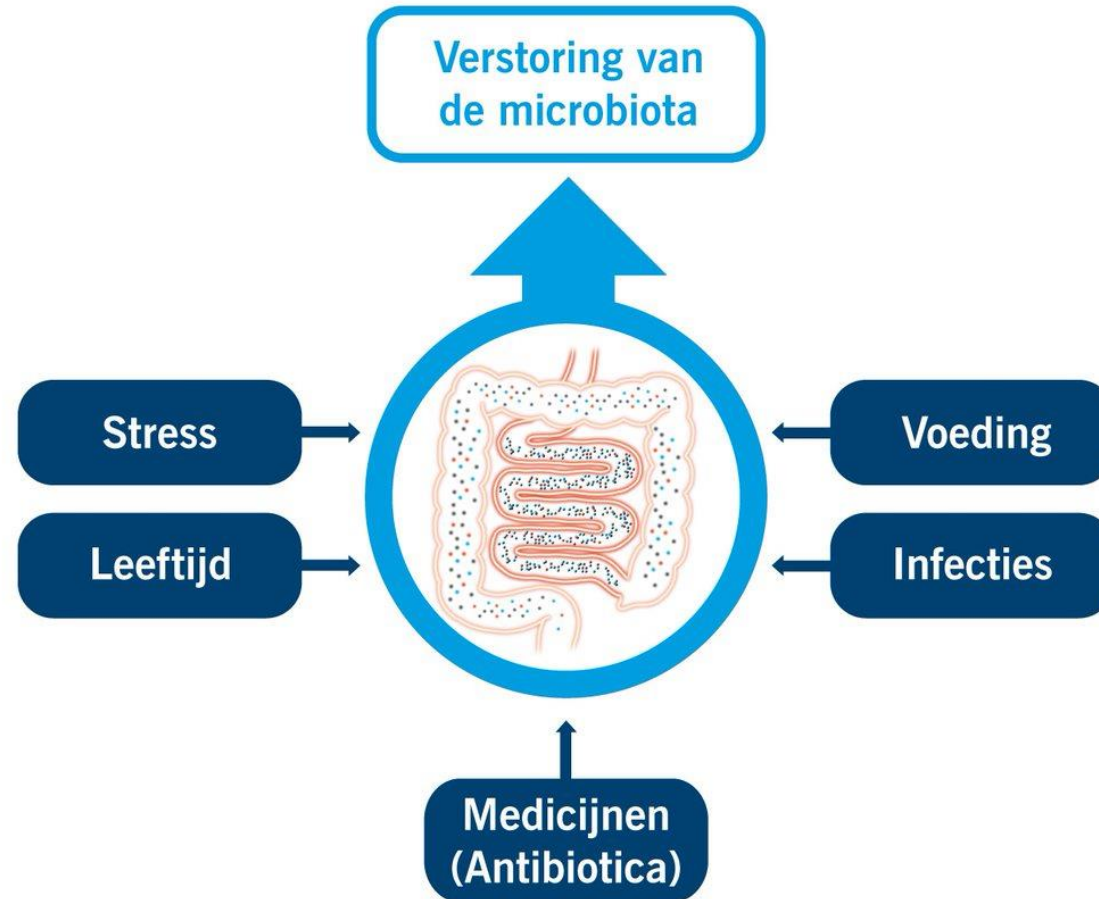 Verstoring van
de microbiota
Stress
Voeding
Leeftijd
Infecties
Medicijnen
(Antibiotica)